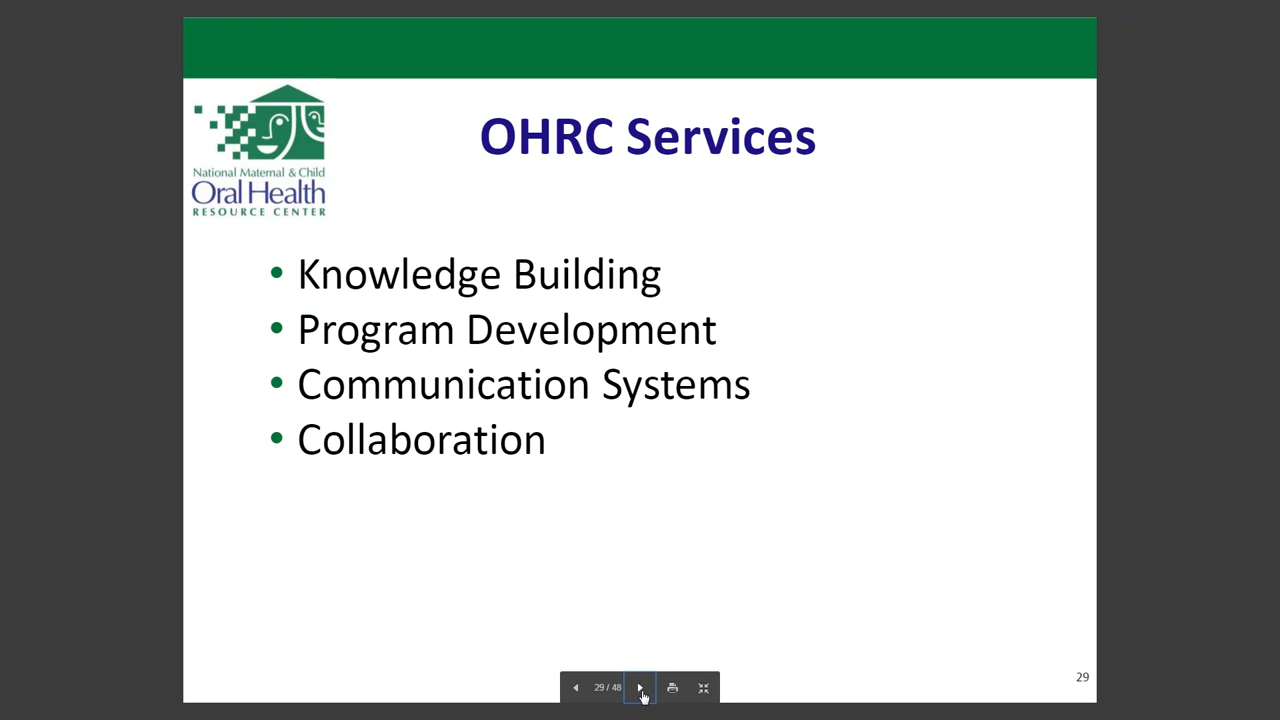 OHRC Services
National Maternal & Child
Oral Health
RESOURCE CENTER
• Knowledge Building
• Program Development
• Communication Systems
• Collaboration
29
29 / 48